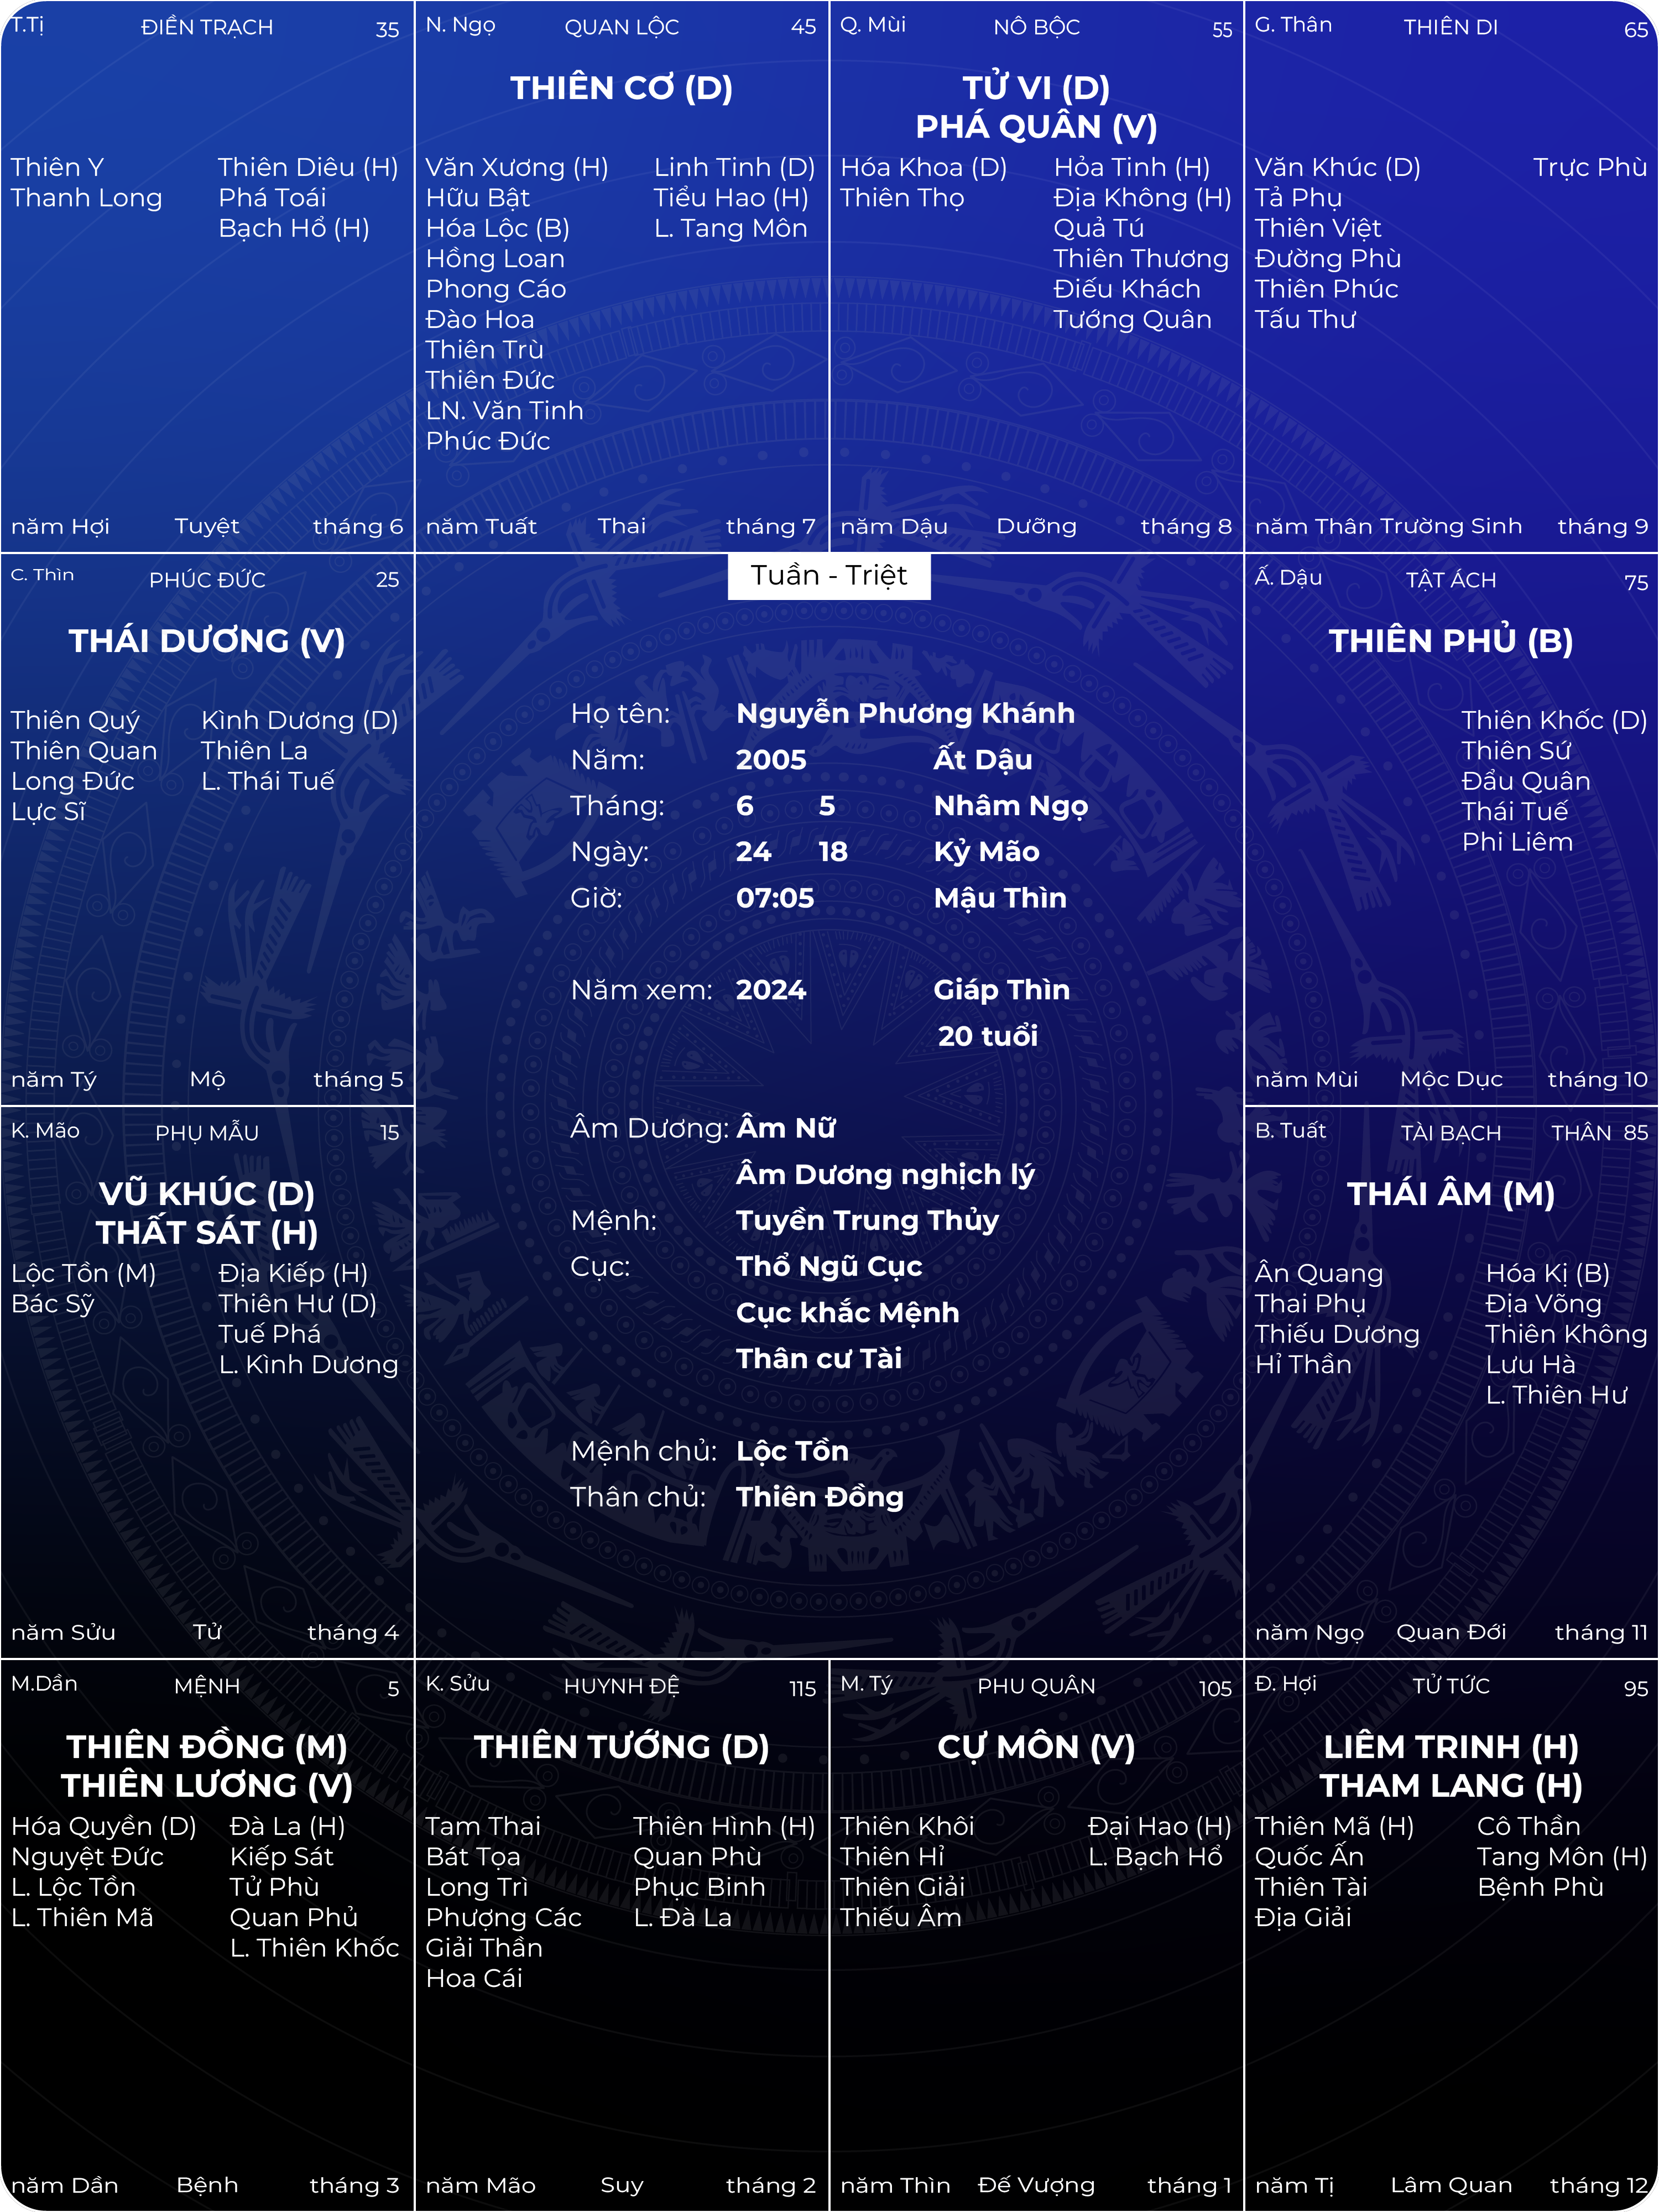 T.Tị ĐIỀN TRẠCH 35
Thiên Y Thiên Diêu (H)
Thanh Long Phá Toái
Bạch Hổ (H)
năm Hợi Tuyệt tháng 6
N. Ngọ QUAN LỘC 45
THIÊN CƠ (D)
Văn Xương (H) Linh Tinh (D)
Hữu Bật Tiểu Hao (H)
Hóa Lộc (B) L. Tang Môn
Hồng Loan
Phong Cáo
Đào Hoa
Thiên Trù
Thiên Đức
LN. Văn Tinh
Phúc Đức
năm Tuất Thai tháng 7
Q. Mùi NÔ BỘC 55
TỬ VI (D)
PHÁ QUÂN (V)
Hóa Khoa (D) Hỏa Tinh (H)
Thiên Thọ Địa Không (H)
Quả Tú
Thiên Thương
Điếu Khách
Tướng Quân
năm Dậu Dưỡng tháng 8
G. Thân THIÊN DI 65
Văn Khúc (D) Trực Phù
Tả Phụ
Thiên Việt
Đường Phù
Thiên Phúc
Tấu Thư
năm Thân Trường Sinh tháng 9
C. Thìn PHÚC ĐỨC 25
THÁI DƯƠNG (V)
Thiên Quý Kình Dương (D)
Thiên Quan Thiên La
Long Đức L. Thái Tuế
Lực Sĩ
năm Tý Mộ tháng 5
Tuần - Triệt
Họ tên: Nguyễn Phương Khánh
Năm: 2005 Ất Dậu
Tháng: 6 5 Nhâm Ngọ
Ngày: 24 18 Kỷ Mão
Giờ: 07:05 Mậu Thìn
Năm xem: 2024 Giáp Thìn
20 tuổi
Âm Dương: Âm Nữ
Âm Dương nghịch lý
Mệnh: Tuyền Trung Thủy
Cục: Thổ Ngũ Cục
Cục khắc Mệnh
Thân cư Tài
Mệnh chủ: Lộc Tồn
Thân chủ: Thiên Đồng
Ấ. Dậu TẬT ÁCH 75
THIÊN PHỦ (B)
Thiên Khốc (D)
Thiên Sứ
Đẩu Quân
Thái Tuế
Phi Liêm
năm Mùi Mộc Dục tháng 10
K. Mão PHỤ MẪU 15
VŨ KHÚC (D)
THẤT SÁT (H)
Lộc Tồn (M) Địa Kiếp (H)
Bác Sỹ Thiên Hư (D)
Tuế Phá
L. Kình Dương
năm Sửu Tử tháng 4
B. Tuất TÀI BẠCH THÂN 85
THÁI ÂM (M)
Ân Quang Hóa Kị (B)
Thai Phụ Địa Võng
Thiếu Dương Thiên Không
Hỉ Thần Lưu Hà
L. Thiên Hư
năm Ngọ Quan Đới tháng 11
M.Dần MỆNH 5
THIÊN ĐỒNG (M)
THIÊN LƯƠNG (V)
Hóa Quyền (D) Đà La (H)
Nguyệt Đức Kiếp Sát
L. Lộc Tồn Tử Phù
L. Thiên Mã Quan Phủ
L. Thiên Khốc
năm Dần Bệnh tháng 3
K. Sửu HUYNH ĐỆ 115
THIÊN TƯỚNG (D)
Tam Thai Thiên Hình (H)
Bát Tọa Quan Phù
Long Trì Phục Binh
Phượng Các L. Đà La
Giải Thần
Hoa Cái
năm Mão Suy tháng 2
M. Tý PHU QUÂN 105
CỰ MÔN (V)
Thiên Khôi Đại Hao (H)
Thiên Hỉ L. Bạch Hổ
Thiên Giải
Thiếu Âm
năm Thìn Đế Vượng tháng 1
Đ. Hợi TỬ TỨC 95
LIÊM TRINH (H)
THAM LANG (H)
Thiên Mã (H) Cô Thần
Quốc Ấn Tang Môn (H)
Thiên Tài Bệnh Phù
Địa Giải
năm Tị Lâm Quan tháng 12